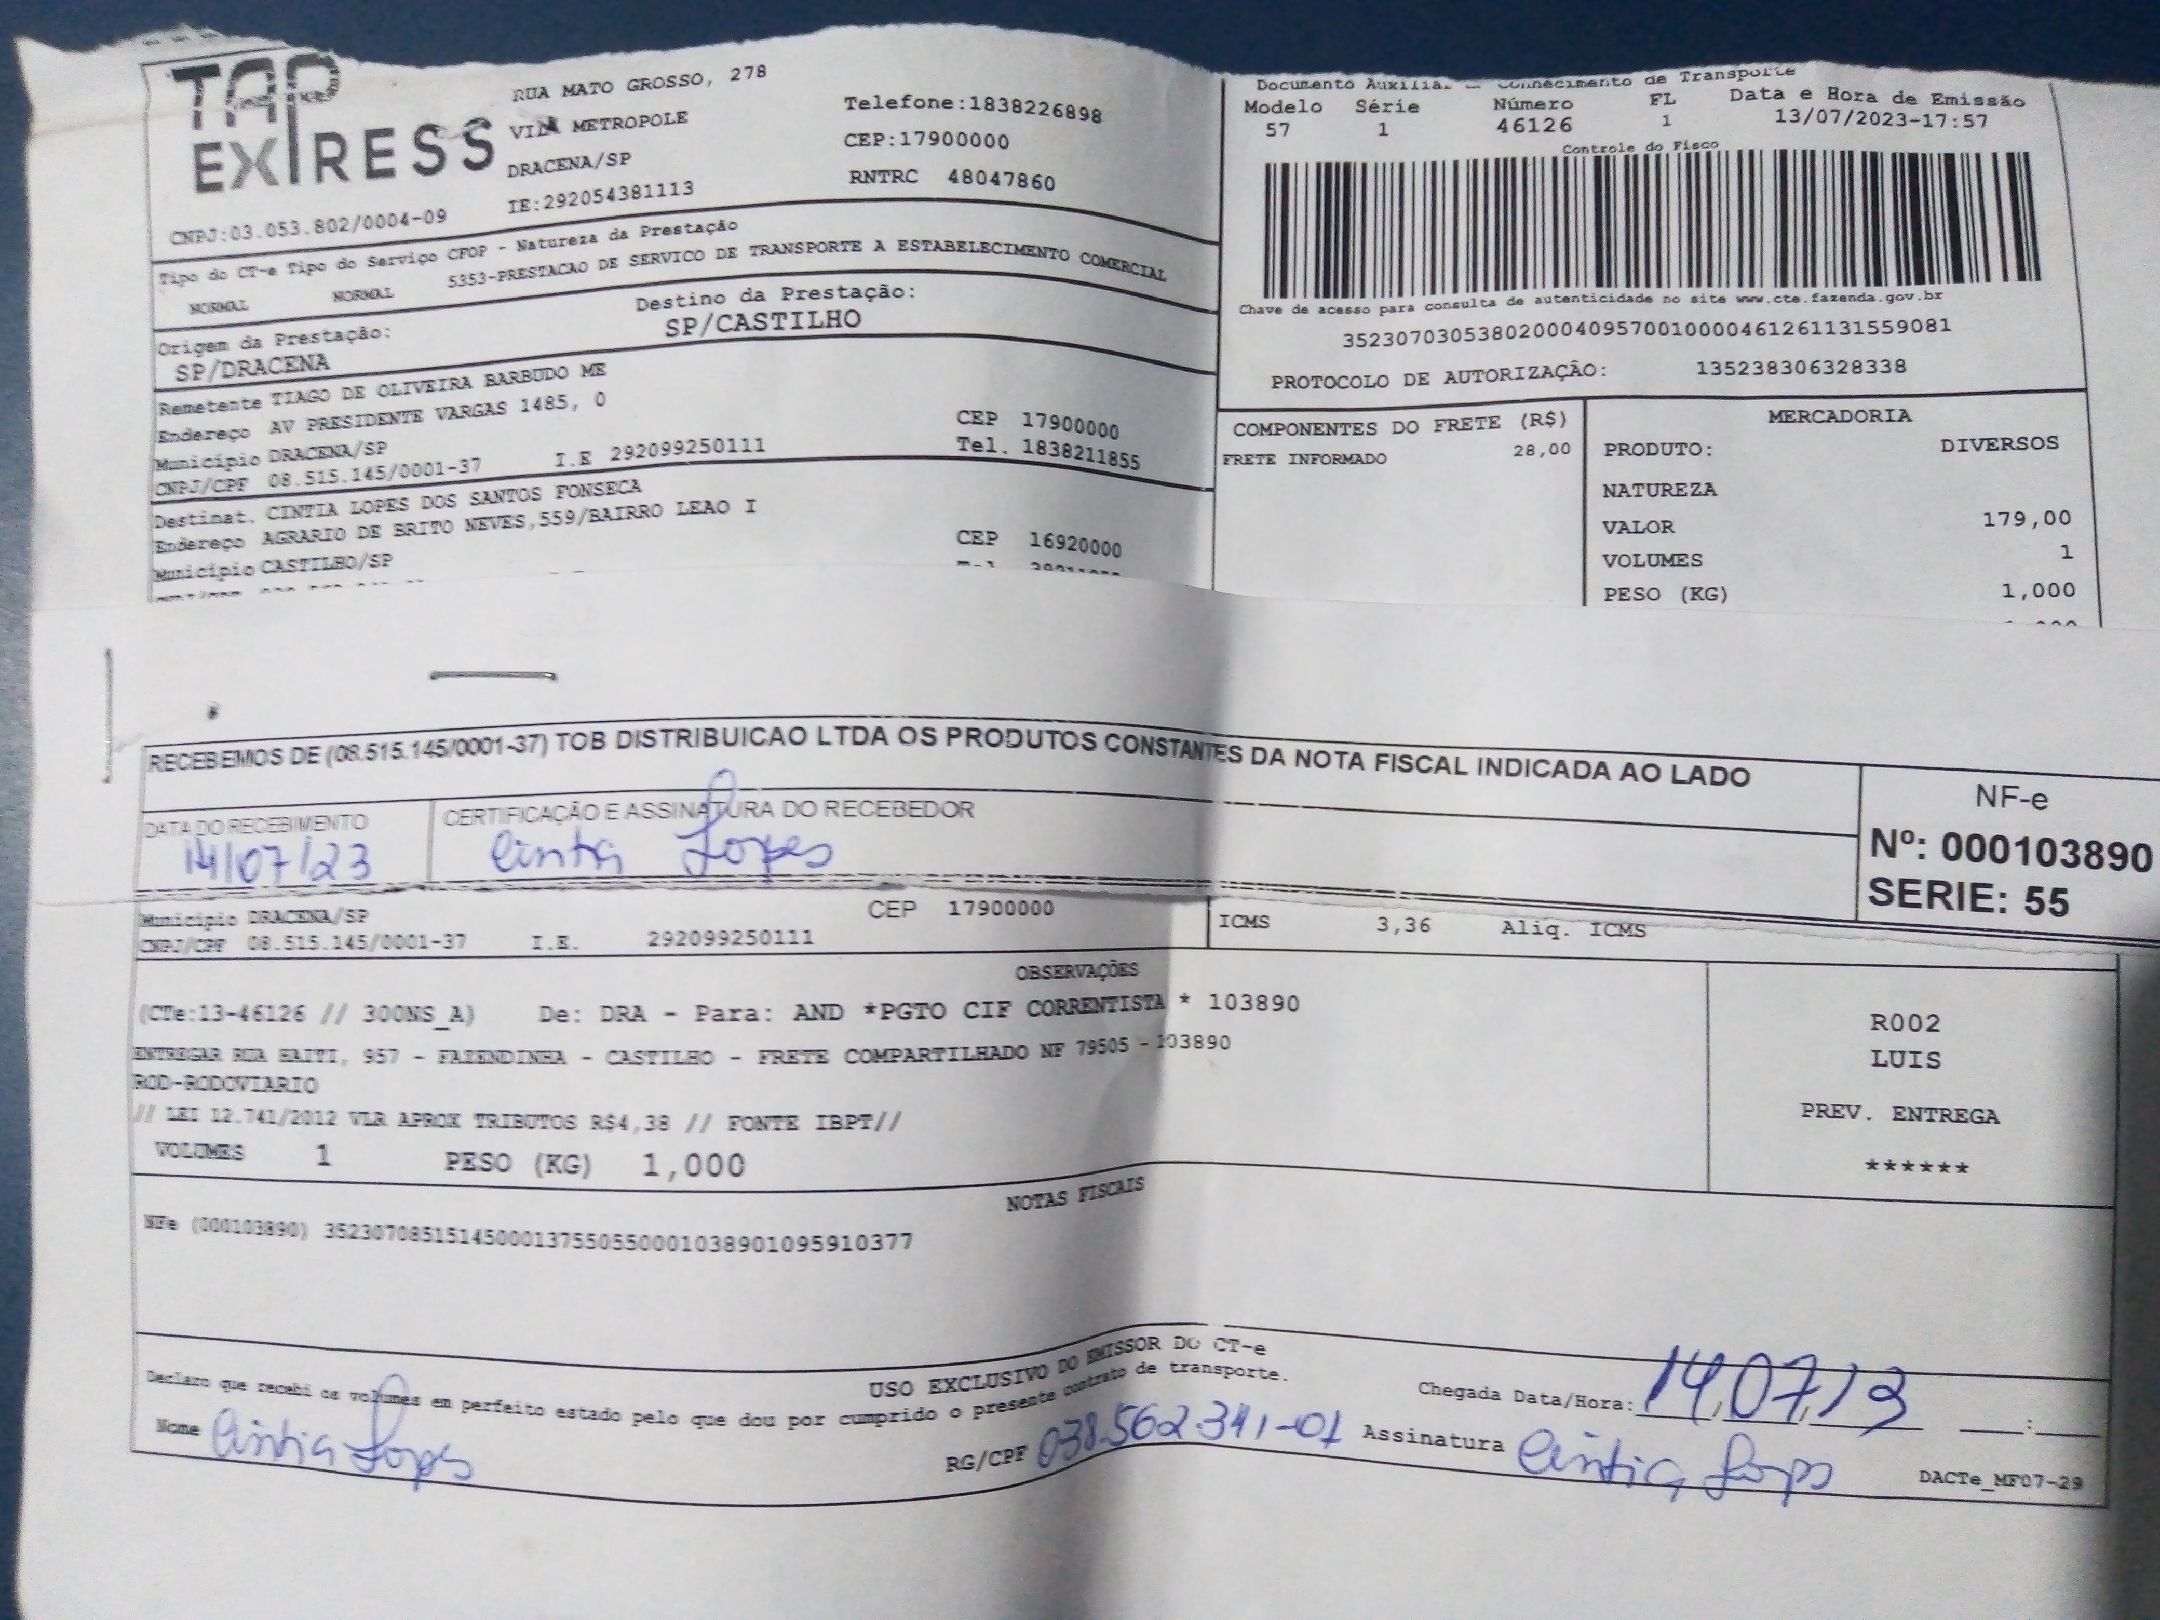 TAP EXPRESS
RUA MATO GROSSO, 278
VILA METROPOLE
DRACENA/SP
IE:292054381113
Telefone:1838226898
CEP:17900000
RNTRC 48047860
CNPJ:03.053.802/0004-09
Tipo do CT-e Tipo do Serviço CFOP - Natureza da Prestação
NORMAL NORMAL 5353-PRESTACAO DE SERVICO DE TRANSPORTE A ESTABELECIMENTO COMERCIAL
Origem da Prestação: Destino da Prestação:
SP/DRACENA SP/CASTILHO
Remetente TIAGO DE OLIVEIRA BARBUDO ME
Endereço AV PRESIDENTE VARGAS 1485, 0
Município DRACENA/SP CEP 17900000
CNPJ/CPF 08.515.145/0001-37 I.E 292099250111 Tel. 1838211855
Destinat. CINTIA LOPES DOS SANTOS FONSECA
Endereço AGRARIO DE BRITO NEVES,559/BAIRRO LEAO I
Município CASTILHO/SP CEP 16920000
Documento Auxiliar Conhecimento de Transporte
Modelo Série Número FL Data e Hora de Emissão
57 1 46126 1 13/07/2023-17:57
Controle do Fisco
Chave de acesso para consulta de autenticidade no site www.cte.fazenda.gov.br
35230703053802000409570010000461261131559081
PROTOCOLO DE AUTORIZAÇÃO: 135238306328338
COMPONENTES DO FRETE (R$)
FRETE INFORMADO 28,00
MERCADORIA
PRODUTO: DIVERSOS
NATUREZA
VALOR 179,00
VOLUMES 1
PESO (KG) 1,000
RECEBEMOS DE (08.515.145/0001-37) TOB DISTRIBUICAO LTDA OS PRODUTOS CONSTANTES DA NOTA FISCAL INDICADA AO LADO
DATA DO RECEBIMENTO CERTIFICAÇÃO E ASSINATURA DO RECEBEDOR
14/07/23 Cintia Lopes
NF-e
Nº: 000103890
SERIE: 55
Município DRACENA/SP CEP 17900000
CNPJ/CPF 08.515.145/0001-37 I.E. 292099250111
ICMS 3,36 Aliq. ICMS
OBSERVAÇÕES
(CTe:13-46126 // 300NS_A) De: DRA - Para: AND *PGTO CIF CORRENTISTA * 103890
ENTREGAR RUA HAITI, 957 - FAZENDINHA - CASTILHO - FRETE COMPARTILHADO NF 79505 - 103890
ROD-RODOVIARIO
// LEI 12.741/2012 VLR APROX TRIBUTOS R$4,38 // FONTE IBPT//
VOLUMES 1 PESO (KG) 1,000
R002
LUIS
PREV. ENTREGA
******
NOTAS FISCAIS
NFe (000103890) 35230708515145000137550550001038901095910377
USO EXCLUSIVO DO EMISSOR DO CT-e
Declaro que recebi os volumes em perfeito estado pelo que dou por cumprido o presente contrato de transporte.
Chegada Data/Hora: 14/07/23 :
Nome Cintia Lopes RG/CPF 038.562.341-01 Assinatura Cintia Lopes
DACTe_MF07-29